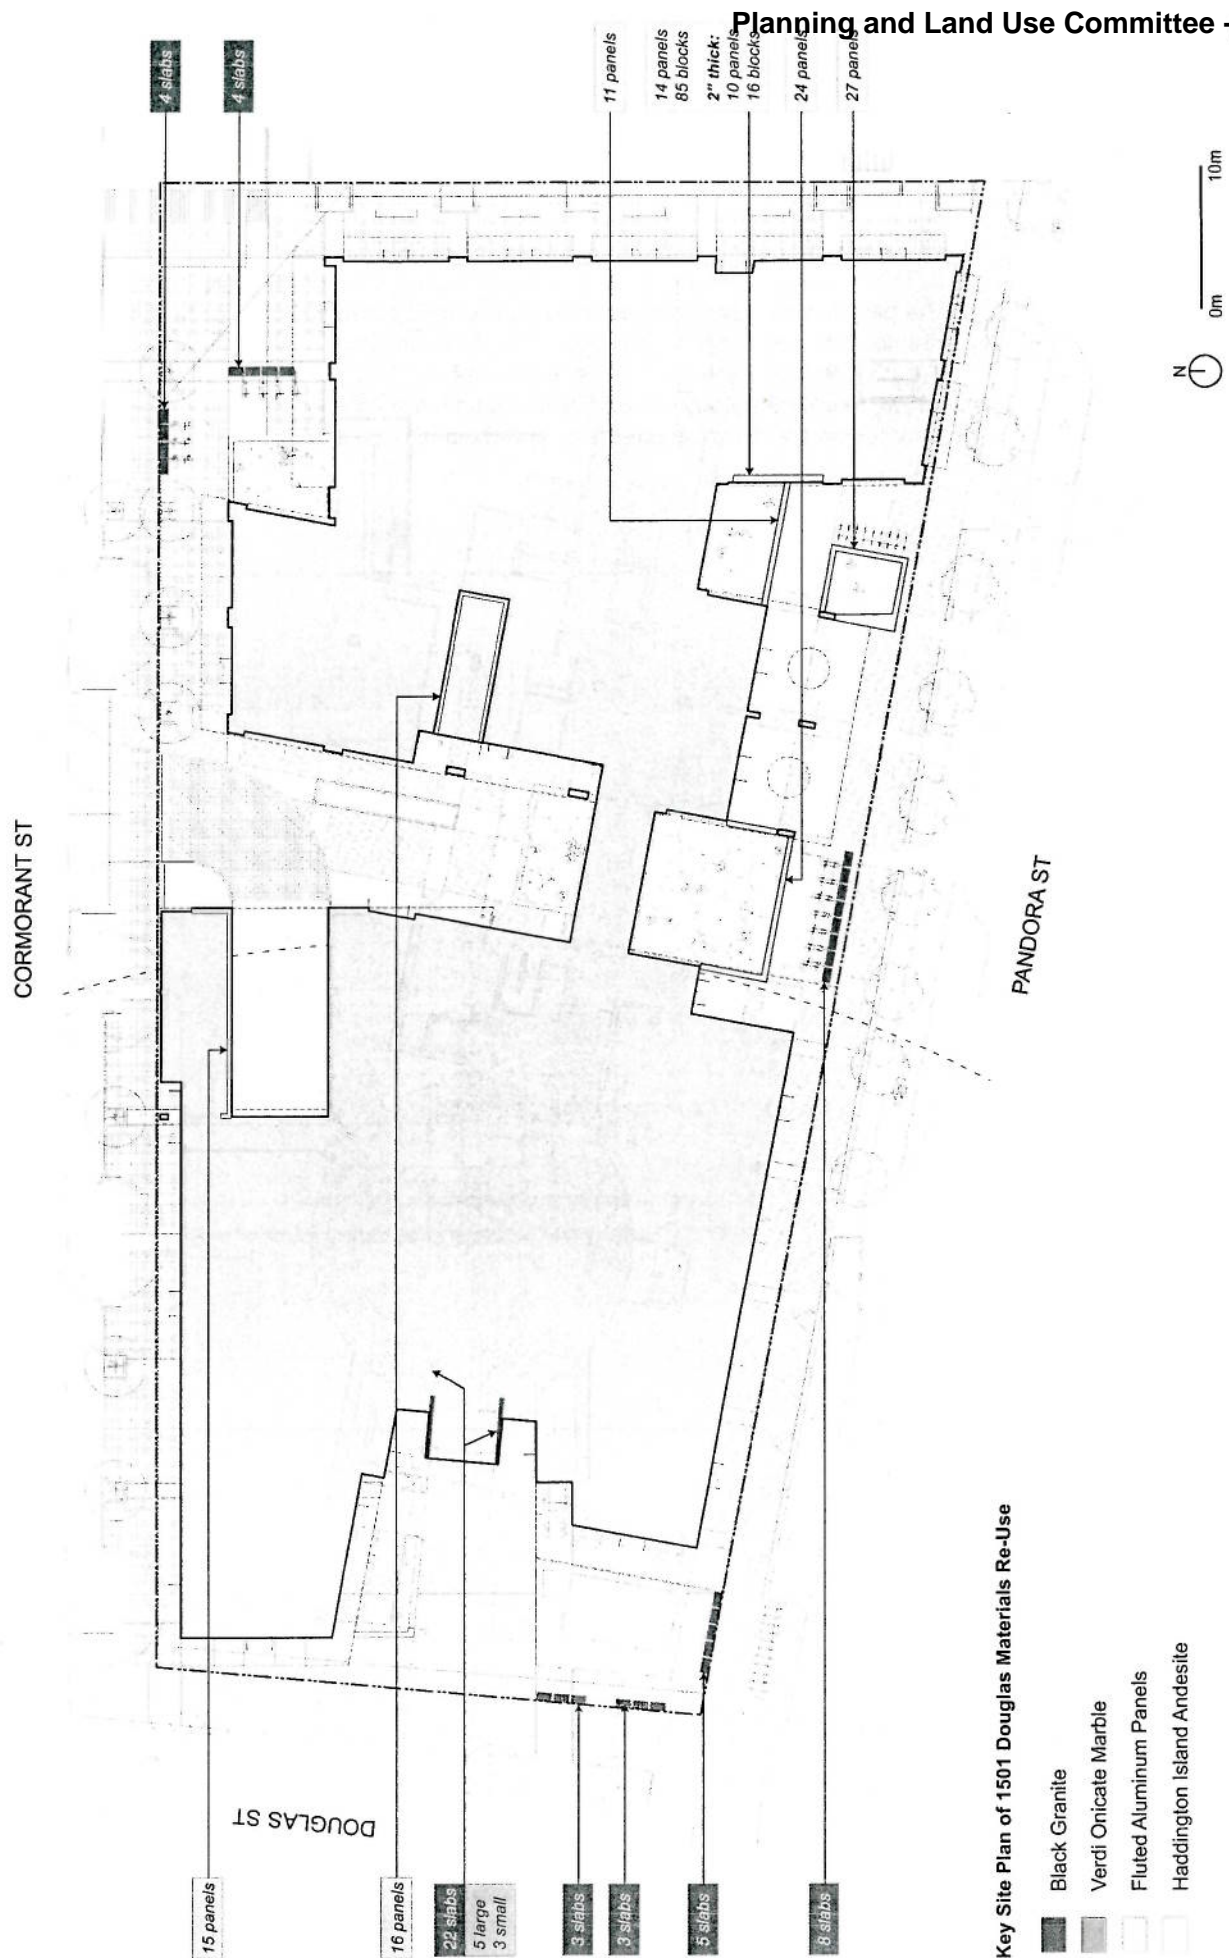 Planning and Land Use Committee -
4 slabs
4 slabs
11 panels
14 panels
85 blocks
2" thick:
10 panels
16 blocks
24 panels
27 panels
CORMORANT ST
PANDORA ST
DOUGLAS ST
N
0m
10m
15 panels
16 panels
22 slabs
5 large
3 small
3 slabs
3 slabs
5 slabs
8 slabs
Key Site Plan of 1501 Douglas Materials Re-Use
Black Granite
Verdi Onicate Marble
Fluted Aluminum Panels
Haddington Island Andesite